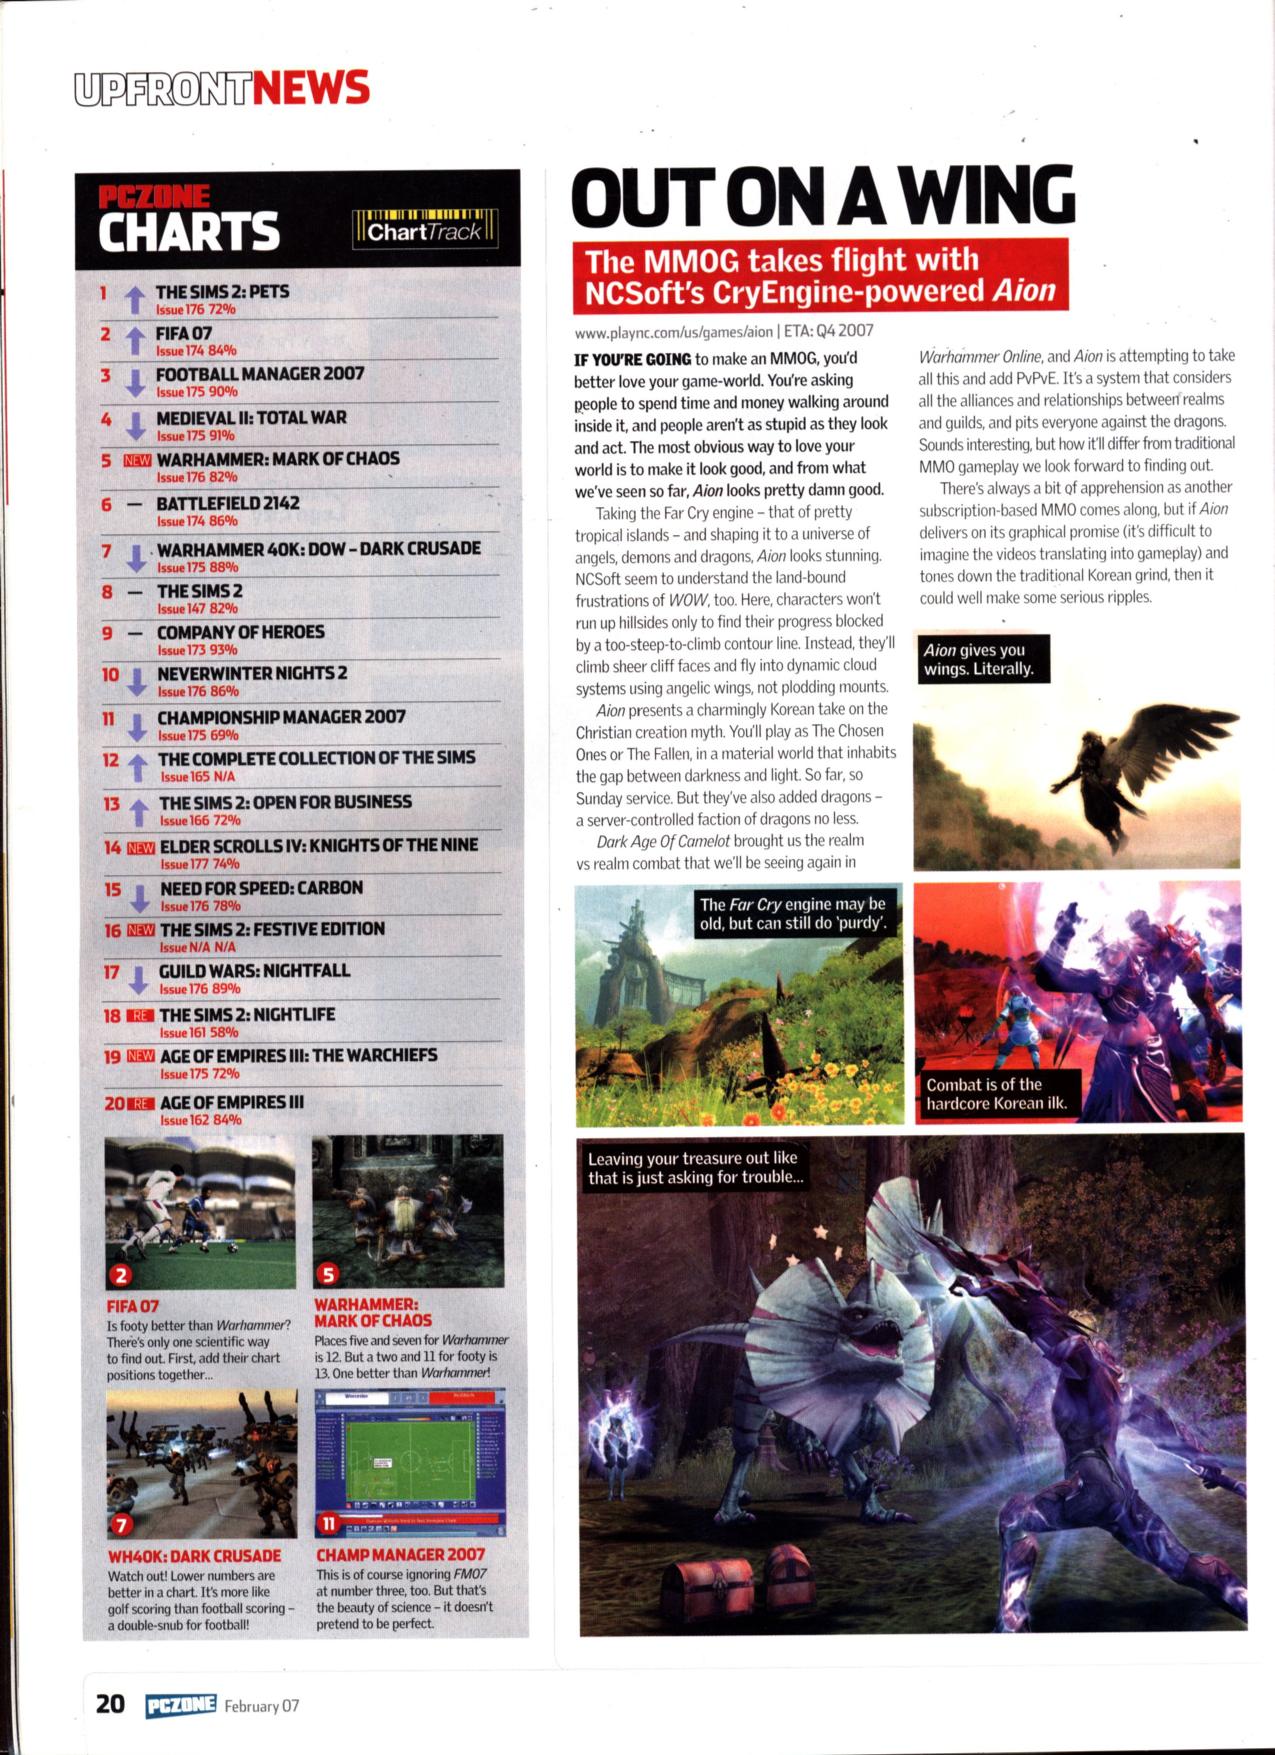 UPFRONTNEWS
PCZONE
CHARTS
ChartTrack
1 THE SIMS 2: PETS
Issue 176 72%
2 FIFA 07
Issue 174 84%
3 FOOTBALL MANAGER 2007
Issue 175 90%
4 MEDIEVAL II: TOTAL WAR
Issue 175 91%
5 NEW WARHAMMER: MARK OF CHAOS
Issue 176 82%
6 – BATTLEFIELD 2142
Issue 174 86%
7 WARHAMMER 40K: DOW – DARK CRUSADE
Issue 175 88%
8 – THE SIMS 2
Issue 147 82%
9 – COMPANY OF HEROES
Issue 173 93%
10 NEVERWINTER NIGHTS 2
Issue 176 86%
11 CHAMPIONSHIP MANAGER 2007
Issue 175 69%
12 THE COMPLETE COLLECTION OF THE SIMS
Issue 165 N/A
13 THE SIMS 2: OPEN FOR BUSINESS
Issue 166 72%
14 NEW ELDER SCROLLS IV: KNIGHTS OF THE NINE
Issue 177 74%
15 NEED FOR SPEED: CARBON
Issue 176 78%
16 NEW THE SIMS 2: FESTIVE EDITION
Issue N/A N/A
17 GUILD WARS: NIGHTFALL
Issue 176 89%
18 RE THE SIMS 2: NIGHTLIFE
Issue 161 58%
19 NEW AGE OF EMPIRES III: THE WARCHIEFS
Issue 175 72%
20 RE AGE OF EMPIRES III
Issue 162 84%
2
FIFA 07
Is footy better than Warhammer?
There's only one scientific way
to find out. First, add their chart
positions together...
5
WARHAMMER:
MARK OF CHAOS
Places five and seven for Warhammer
is 12. But a two and 11 for footy is
13. One better than Warhammer!
7
WH40K: DARK CRUSADE
Watch out! Lower numbers are
better in a chart. It's more like
golf scoring than football scoring –
a double-snub for football!
11
CHAMP MANAGER 2007
This is of course ignoring FM07
at number three, too. But that's
the beauty of science – it doesn't
pretend to be perfect.
OUT ON A WING
The MMOG takes flight with
NCSoft's CryEngine-powered Aion
www.plaync.com/us/games/aion | ETA: Q4 2007
IF YOU'RE GOING to make an MMOG, you'd
better love your game-world. You're asking
people to spend time and money walking around
inside it, and people aren't as stupid as they look
and act. The most obvious way to love your
world is to make it look good, and from what
we've seen so far, Aion looks pretty damn good.
Taking the Far Cry engine – that of pretty
tropical islands – and shaping it to a universe of
angels, demons and dragons, Aion looks stunning.
NCSoft seem to understand the land-bound
frustrations of WOW, too. Here, characters won't
run up hillsides only to find their progress blocked
by a too-steep-to-climb contour line. Instead, they'll
climb sheer cliff faces and fly into dynamic cloud
systems using angelic wings, not plodding mounts.
Aion presents a charmingly Korean take on the
Christian creation myth. You'll play as The Chosen
Ones or The Fallen, in a material world that inhabits
the gap between darkness and light. So far, so
Sunday service. But they've also added dragons –
a server-controlled faction of dragons no less.
Dark Age Of Camelot brought us the realm
vs realm combat that we'll be seeing again in
Warhammer Online, and Aion is attempting to take
all this and add PvPvE. It's a system that considers
all the alliances and relationships between realms
and guilds, and pits everyone against the dragons.
Sounds interesting, but how it'll differ from traditional
MMO gameplay we look forward to finding out.
There's always a bit of apprehension as another
subscription-based MMO comes along, but if Aion
delivers on its graphical promise (it's difficult to
imagine the videos translating into gameplay) and
tones down the traditional Korean grind, then it
could well make some serious ripples.
Aion gives you
wings. Literally.
The Far Cry engine may be
old, but can still do 'purdy'.
Combat is of the
hardcore Korean ilk.
Leaving your treasure out like
that is just asking for trouble...
20 PCZONE February 07